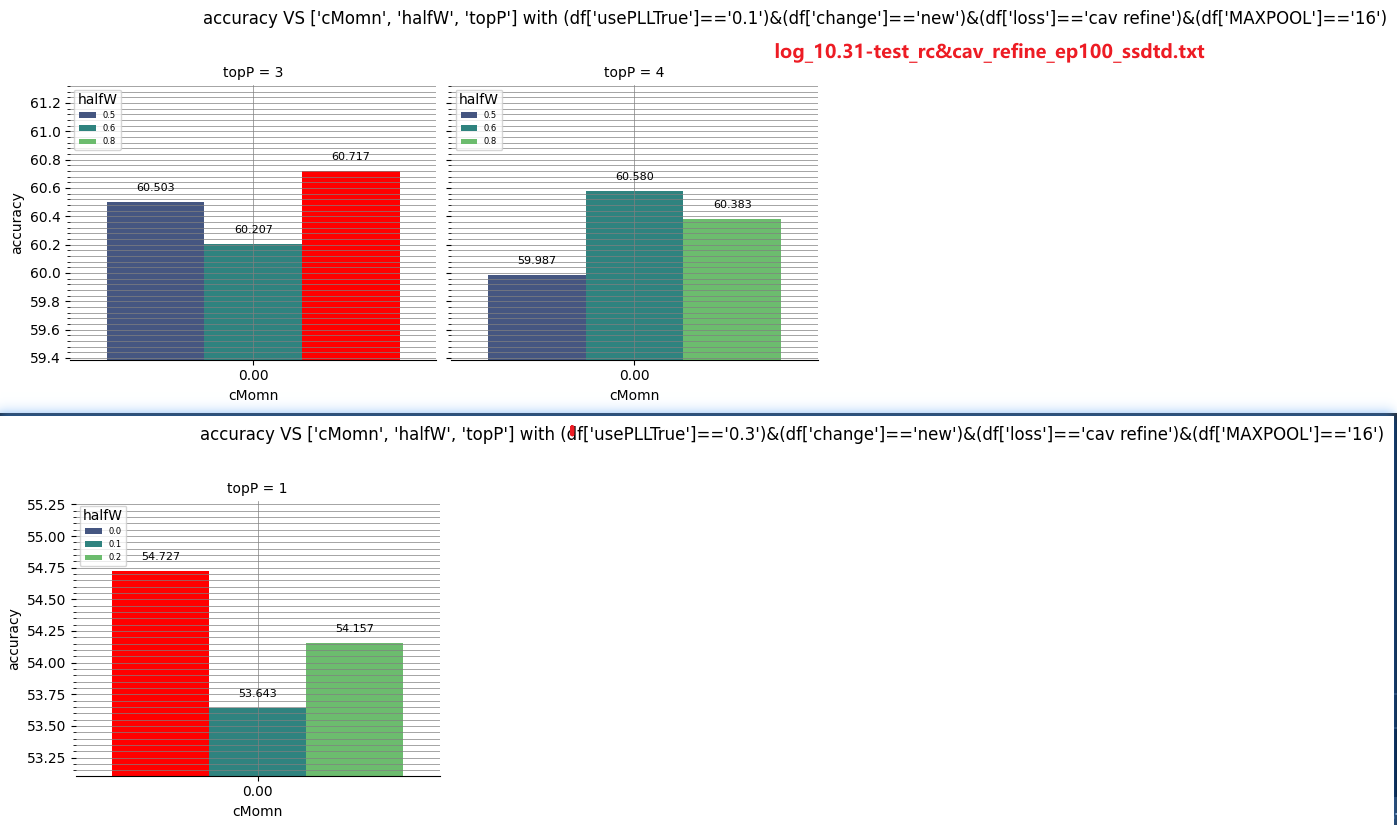 accuracy VS ['cMomn', 'halfW', 'topP'] with (df['usePLLTrue']=='0.1')&(df['change']=='new')&(df['loss']=='cav refine')&(df['MAXPOOL']=='16')
log_10.31-test_rc&cav_refine_ep100_ssdtd.txt
topP = 3
halfW
0.5
0.6
0.8
60.503
60.207
60.717
61.2
61.0
60.8
60.6
60.4
60.2
60.0
59.8
59.6
59.4
accuracy
0.00
cMomn
topP = 4
halfW
0.5
0.6
0.8
59.987
60.580
60.383
0.00
cMomn
accuracy VS ['cMomn', 'halfW', 'topP'] with (df['usePLLTrue']=='0.3')&(df['change']=='new')&(df['loss']=='cav refine')&(df['MAXPOOL']=='16')
topP = 1
halfW
0.0
0.1
0.2
54.727
53.643
54.157
55.25
55.00
54.75
54.50
54.25
54.00
53.75
53.50
53.25
accuracy
0.00
cMomn